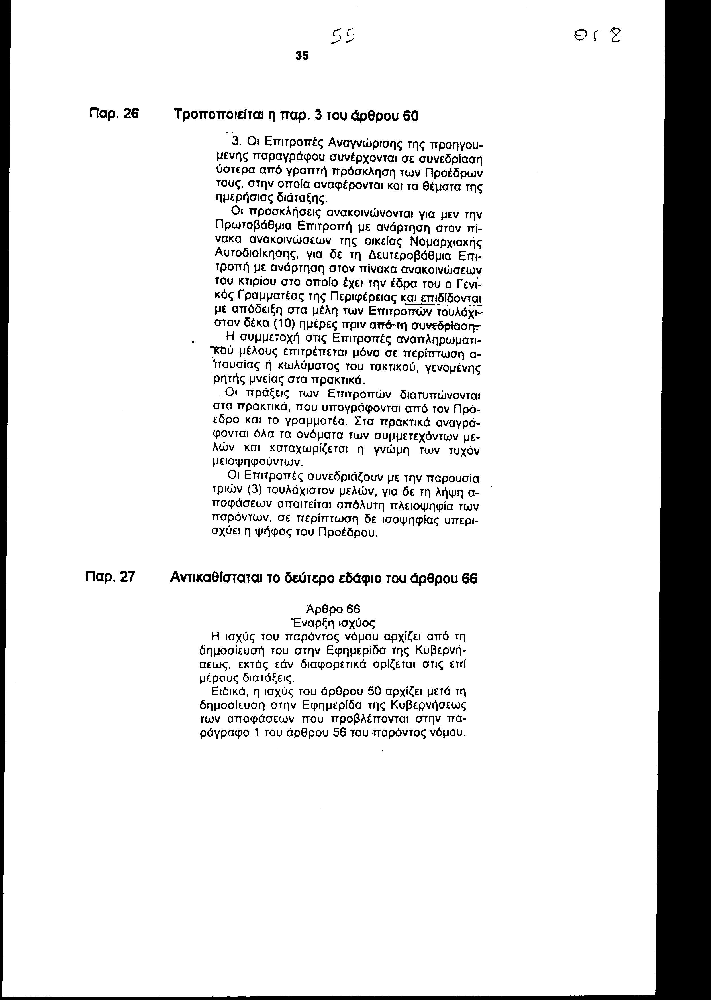 55
ΘΓ 8
35
Παρ. 26 Τροποποιείται η παρ. 3 του άρθρου 60
3. Οι Επιτροπές Αναγνώρισης της προηγου-
μενης παραγράφου συνέρχονται σε συνεδρίαση
ύστερα από γραπτή πρόσκληση των Προέδρων
τους, στην οποία αναφέρονται και τα θέματα της
ημερήσιας διάταξης.
Οι προσκλήσεις ανακοινώνονται για μεν την
Πρωτοβάθμια Επιτροπή με ανάρτηση στον πί-
νακα ανακοινώσεων της οικείας Νομαρχιακής
Αυτοδιοίκησης, για δε τη Δευτεροβάθμια Επι-
τροπή με ανάρτηση στον πίνακα ανακοινώσεων
του κτιρίου στο οποίο έχει την έδρα του ο Γενι-
κός Γραμματέας της Περιφέρειας και επιδίδονται
με απόδειξη στα μέλη των Επιτροπών τουλάχι-
στον δέκα (10) ημέρες πριν από τη συνεδρίαση.
Η συμμετοχή στις Επιτροπές αναπληρωματι-
κού μέλους επιτρέπεται μόνο σε περίπτωση α-
πουσίας ή κωλύματος του τακτικού, γενομένης
ρητής μνείας στα πρακτικά.
Οι πράξεις των Επιτροπών διατυπώνονται
στα πρακτικά, που υπογράφονται από τον Πρό-
εδρο και το γραμματέα. Στα πρακτικά αναγρά-
φονται όλα τα ονόματα των συμμετεχόντων με-
λών και καταχωρίζεται η γνώμη των τυχόν
μειοψηφούντων.
Οι Επιτροπές συνεδριάζουν με την παρουσία
τριών (3) τουλάχιστον μελών, για δε τη λήψη α-
ποφάσεων απαιτείται απόλυτη πλειοψηφία των
παρόντων, σε περίπτωση δε ισοψηφίας υπερι-
σχύει η ψήφος του Προέδρου.
Παρ. 27 Αντικαθίσταται το δεύτερο εδάφιο του άρθρου 66
Άρθρο 66
Έναρξη ισχύος
Η ισχύς του παρόντος νόμου αρχίζει από τη
δημοσίευσή του στην Εφημερίδα της Κυβερνή-
σεως, εκτός εάν διαφορετικά ορίζεται στις επί
μέρους διατάξεις.
Ειδικά, η ισχύς του άρθρου 50 αρχίζει μετά τη
δημοσίευση στην Εφημερίδα της Κυβερνήσεως
των αποφάσεων που προβλέπονται στην πα-
ράγραφο 1 του άρθρου 56 του παρόντος νόμου.